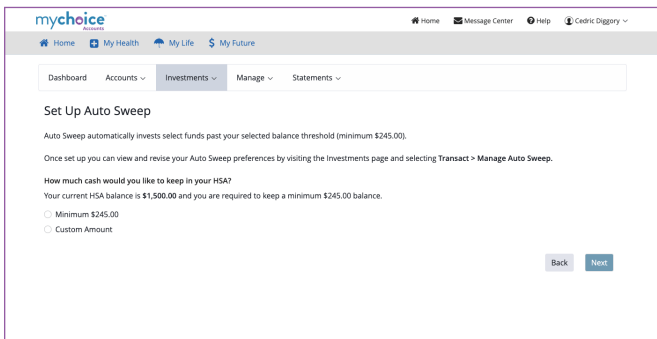 mychoice
Accounts
Home Message Center Help Cedric Diggory
Home My Health My Life My Future
Dashboard Accounts Investments Manage Statements
Set Up Auto Sweep
Auto Sweep automatically invests select funds past your selected balance threshold (minimum $245.00).
Once set up you can view and revise your Auto Sweep preferences by visiting the Investments page and selecting Transact > Manage Auto Sweep.
How much cash would you like to keep in your HSA?
Your current HSA balance is $1,500.00 and you are required to keep a minimum $245.00 balance.
Minimum $245.00
Custom Amount
Back Next